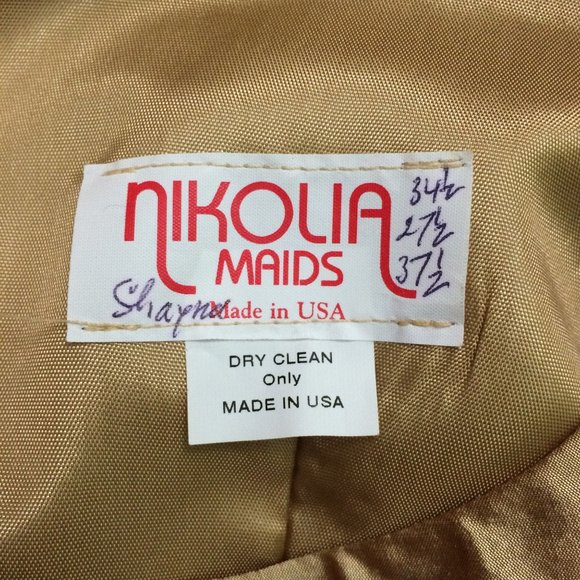 NIKOLIA
MAIDS
Made in USA
Shayna
34½
27½
37½
DRY CLEAN
Only
MADE IN USA